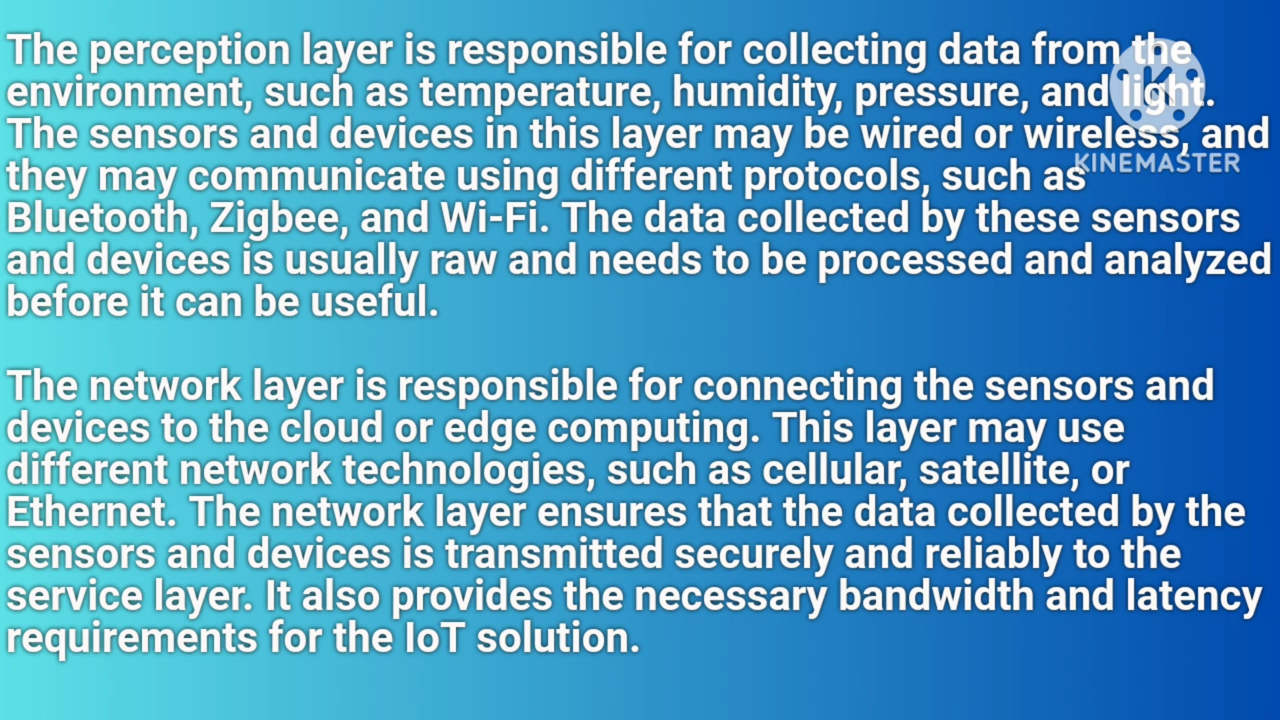 The perception layer is responsible for collecting data from the
environment, such as temperature, humidity, pressure, and light.
The sensors and devices in this layer may be wired or wireless, and
they may communicate using different protocols, such as
Bluetooth, Zigbee, and Wi-Fi. The data collected by these sensors
and devices is usually raw and needs to be processed and analyzed
before it can be useful.
The network layer is responsible for connecting the sensors and
devices to the cloud or edge computing. This layer may use
different network technologies, such as cellular, satellite, or
Ethernet. The network layer ensures that the data collected by the
sensors and devices is transmitted securely and reliably to the
service layer. It also provides the necessary bandwidth and latency
requirements for the IoT solution.
K
KINEMASTER